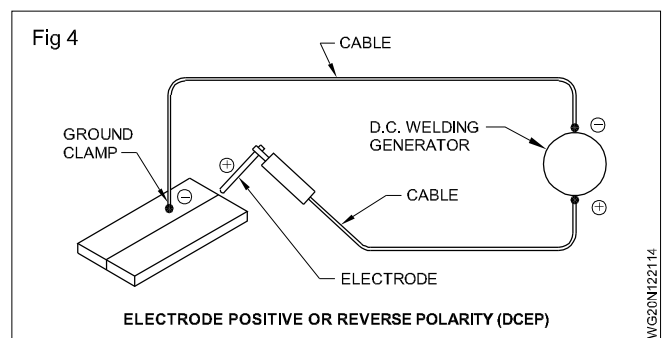 Fig 4
CABLE
GROUND
CLAMP
D.C. WELDING
GENERATOR
⊖
⊕
⊖
⊕
CABLE
ELECTRODE
ELECTRODE POSITIVE OR REVERSE POLARITY (DCEP)
WG20N122114